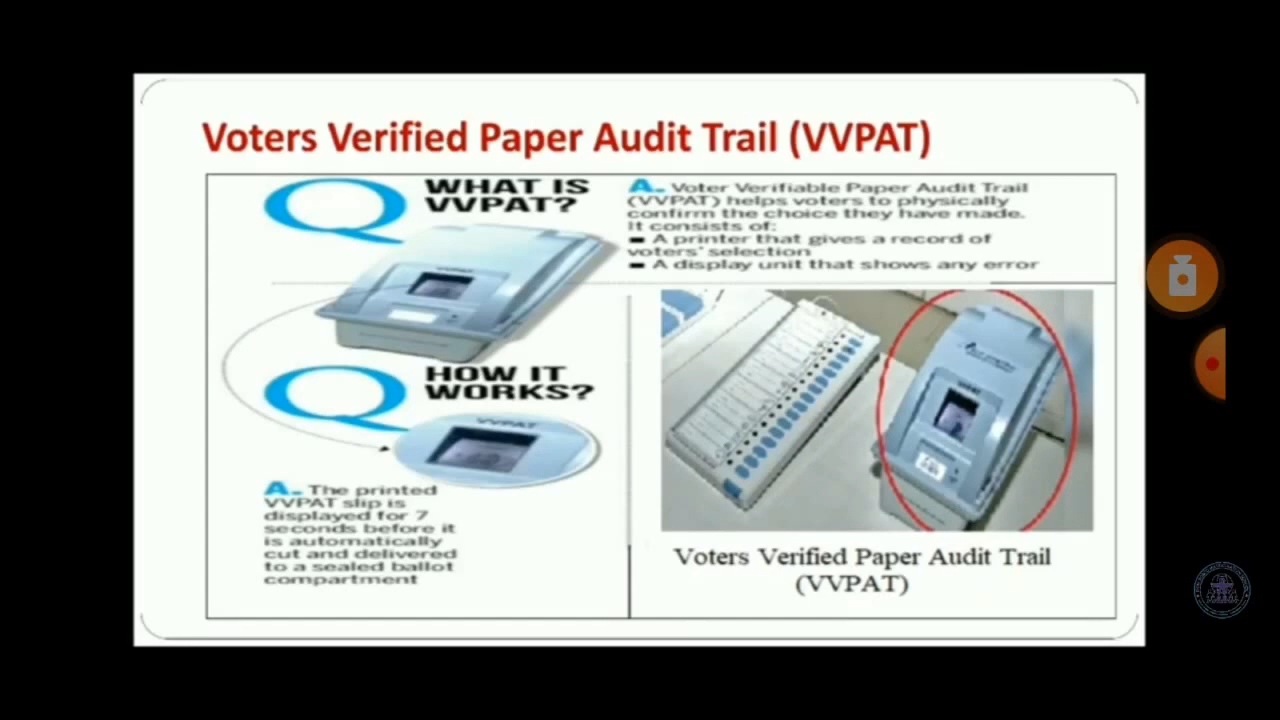 Voters Verified Paper Audit Trail (VVPAT)
Q WHAT IS
VVPAT?
A. Voter Verifiable Paper Audit Trail
(VVPAT) helps voters to physically
confirm the choice they have made.
It consists of:
▬ A printer that gives a record of
voters' selection
▬ A display unit that shows any error
VVPAT
Q HOW IT
WORKS?
VVPAT
A. The printed
VVPAT slip is
displayed for 7
seconds before it
is automatically
cut and delivered
to a sealed ballot
compartment
Voters Verified Paper Audit Trail
(VVPAT)